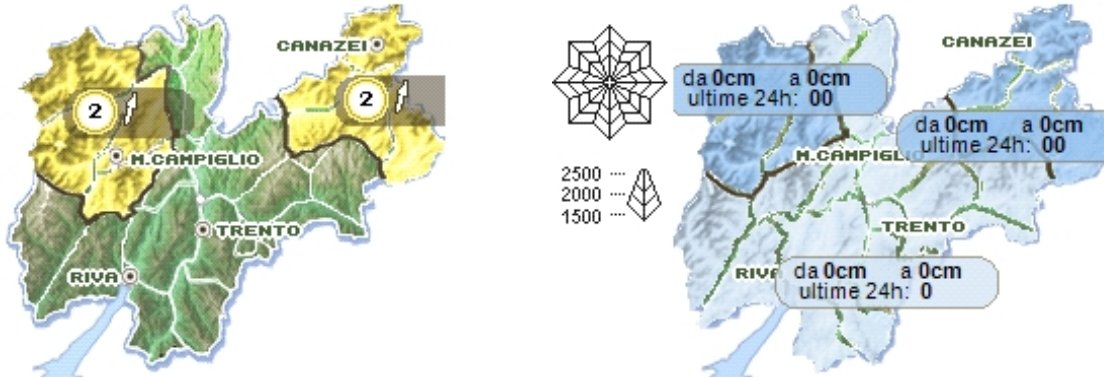 CANAZEI
2
2
M.CAMPIGLIO
TRENTO
RIVA
2500
2000
1500
CANAZEI
da 0cm a 0cm
ultime 24h: 00
da 0cm a 0cm
ultime 24h: 00
M.CAMPIGLIO
TRENTO
RIVA
da 0cm a 0cm
ultime 24h: 0